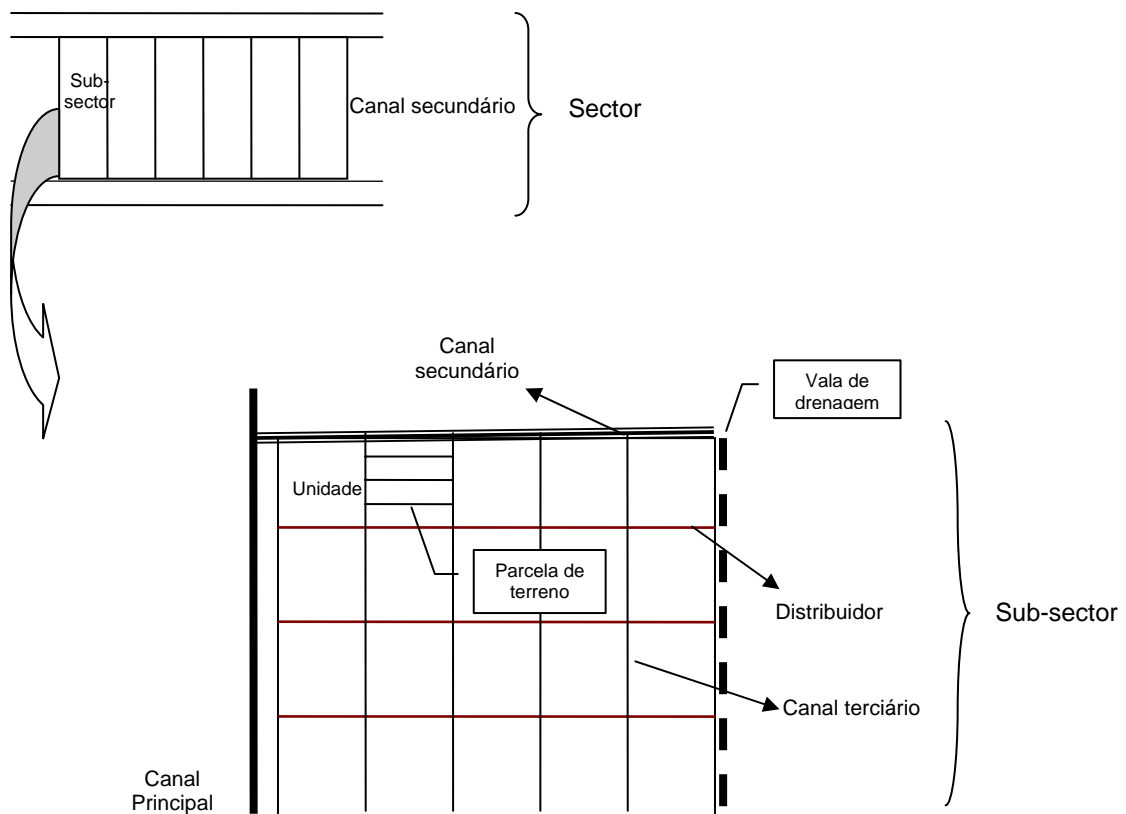 Sub-
sector
Canal secundário
Sector
Canal
secundário
Vala de
drenagem
Unidade
Parcela de
terreno
Distribuidor
Sub-sector
Canal terciário
Canal
Principal